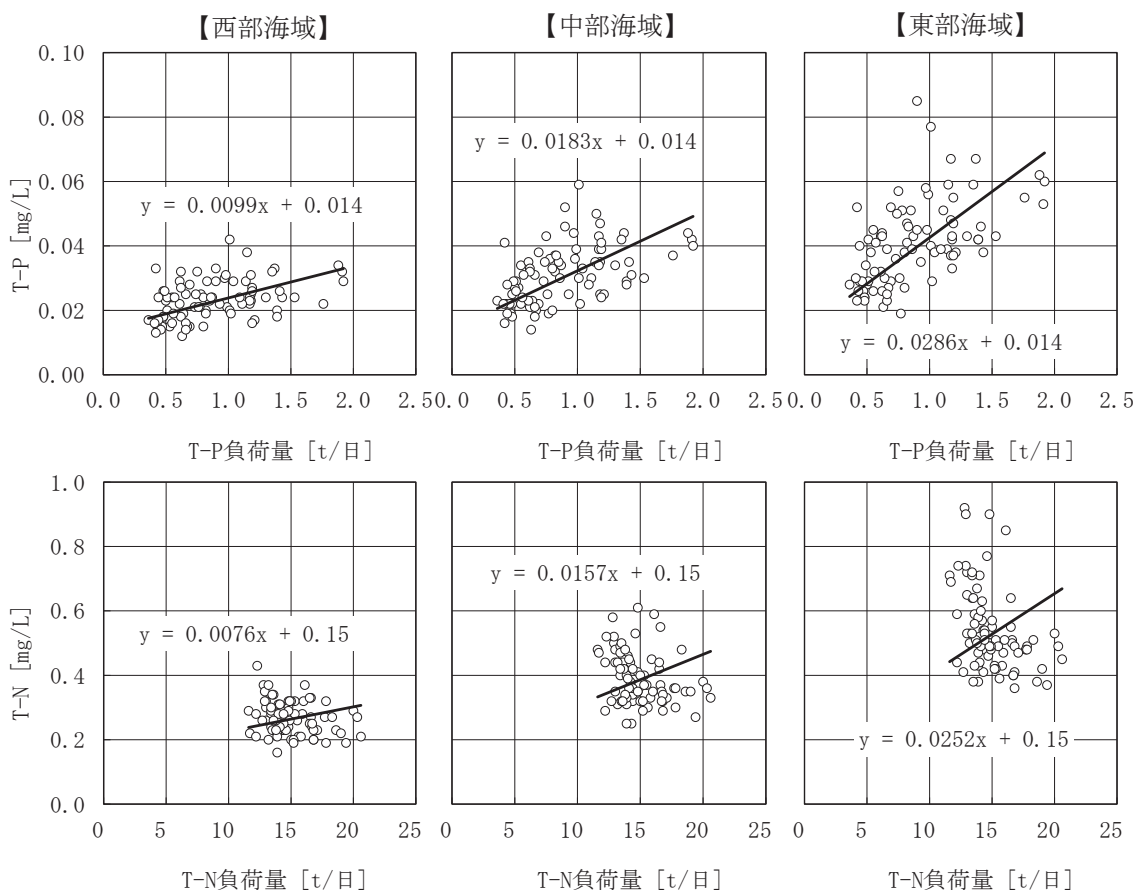 【西部海域】 【中部海域】 【東部海域】
T-P [mg/L]
0.10
0.08
0.06
0.04
0.02
0.00
y = 0.0099x + 0.014
y = 0.0183x + 0.014
y = 0.0286x + 0.014
0.0 0.5 1.0 1.5 2.0 2.5
0.0 0.5 1.0 1.5 2.0 2.5
0.0 0.5 1.0 1.5 2.0 2.5
T-P負荷量 [t/日] T-P負荷量 [t/日] T-P負荷量 [t/日]
T-N [mg/L]
1.0
0.8
0.6
0.4
0.2
0.0
y = 0.0076x + 0.15
y = 0.0157x + 0.15
y = 0.0252x + 0.15
0 5 10 15 20 25
0 5 10 15 20 25
0 5 10 15 20 25
T-N負荷量 [t/日] T-N負荷量 [t/日] T-N負荷量 [t/日]